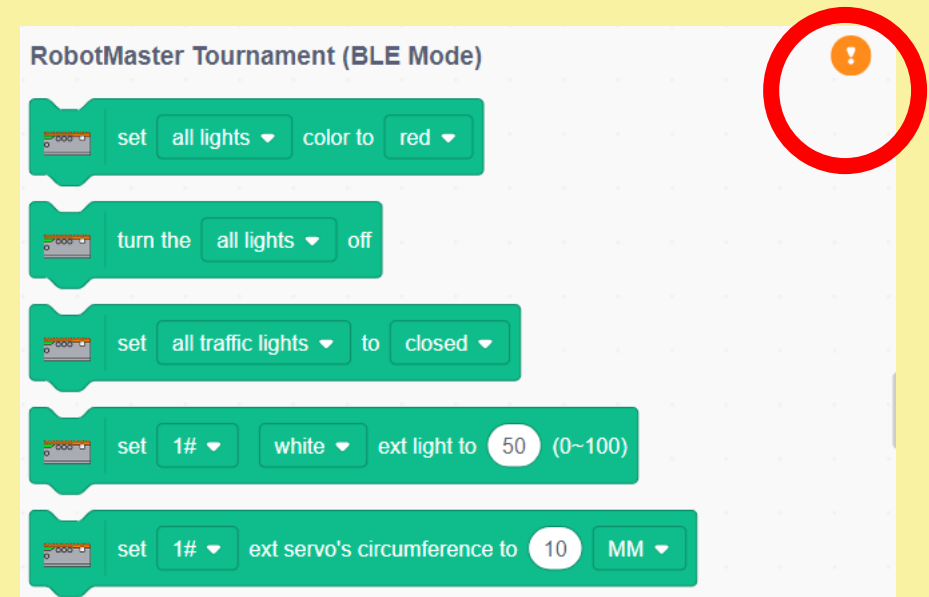 RobotMaster Tournament (BLE Mode)
!
set all lights color to red
turn the all lights off
set all traffic lights to closed
set 1# white ext light to 50 (0~100)
set 1# ext servo's circumference to 10 MM